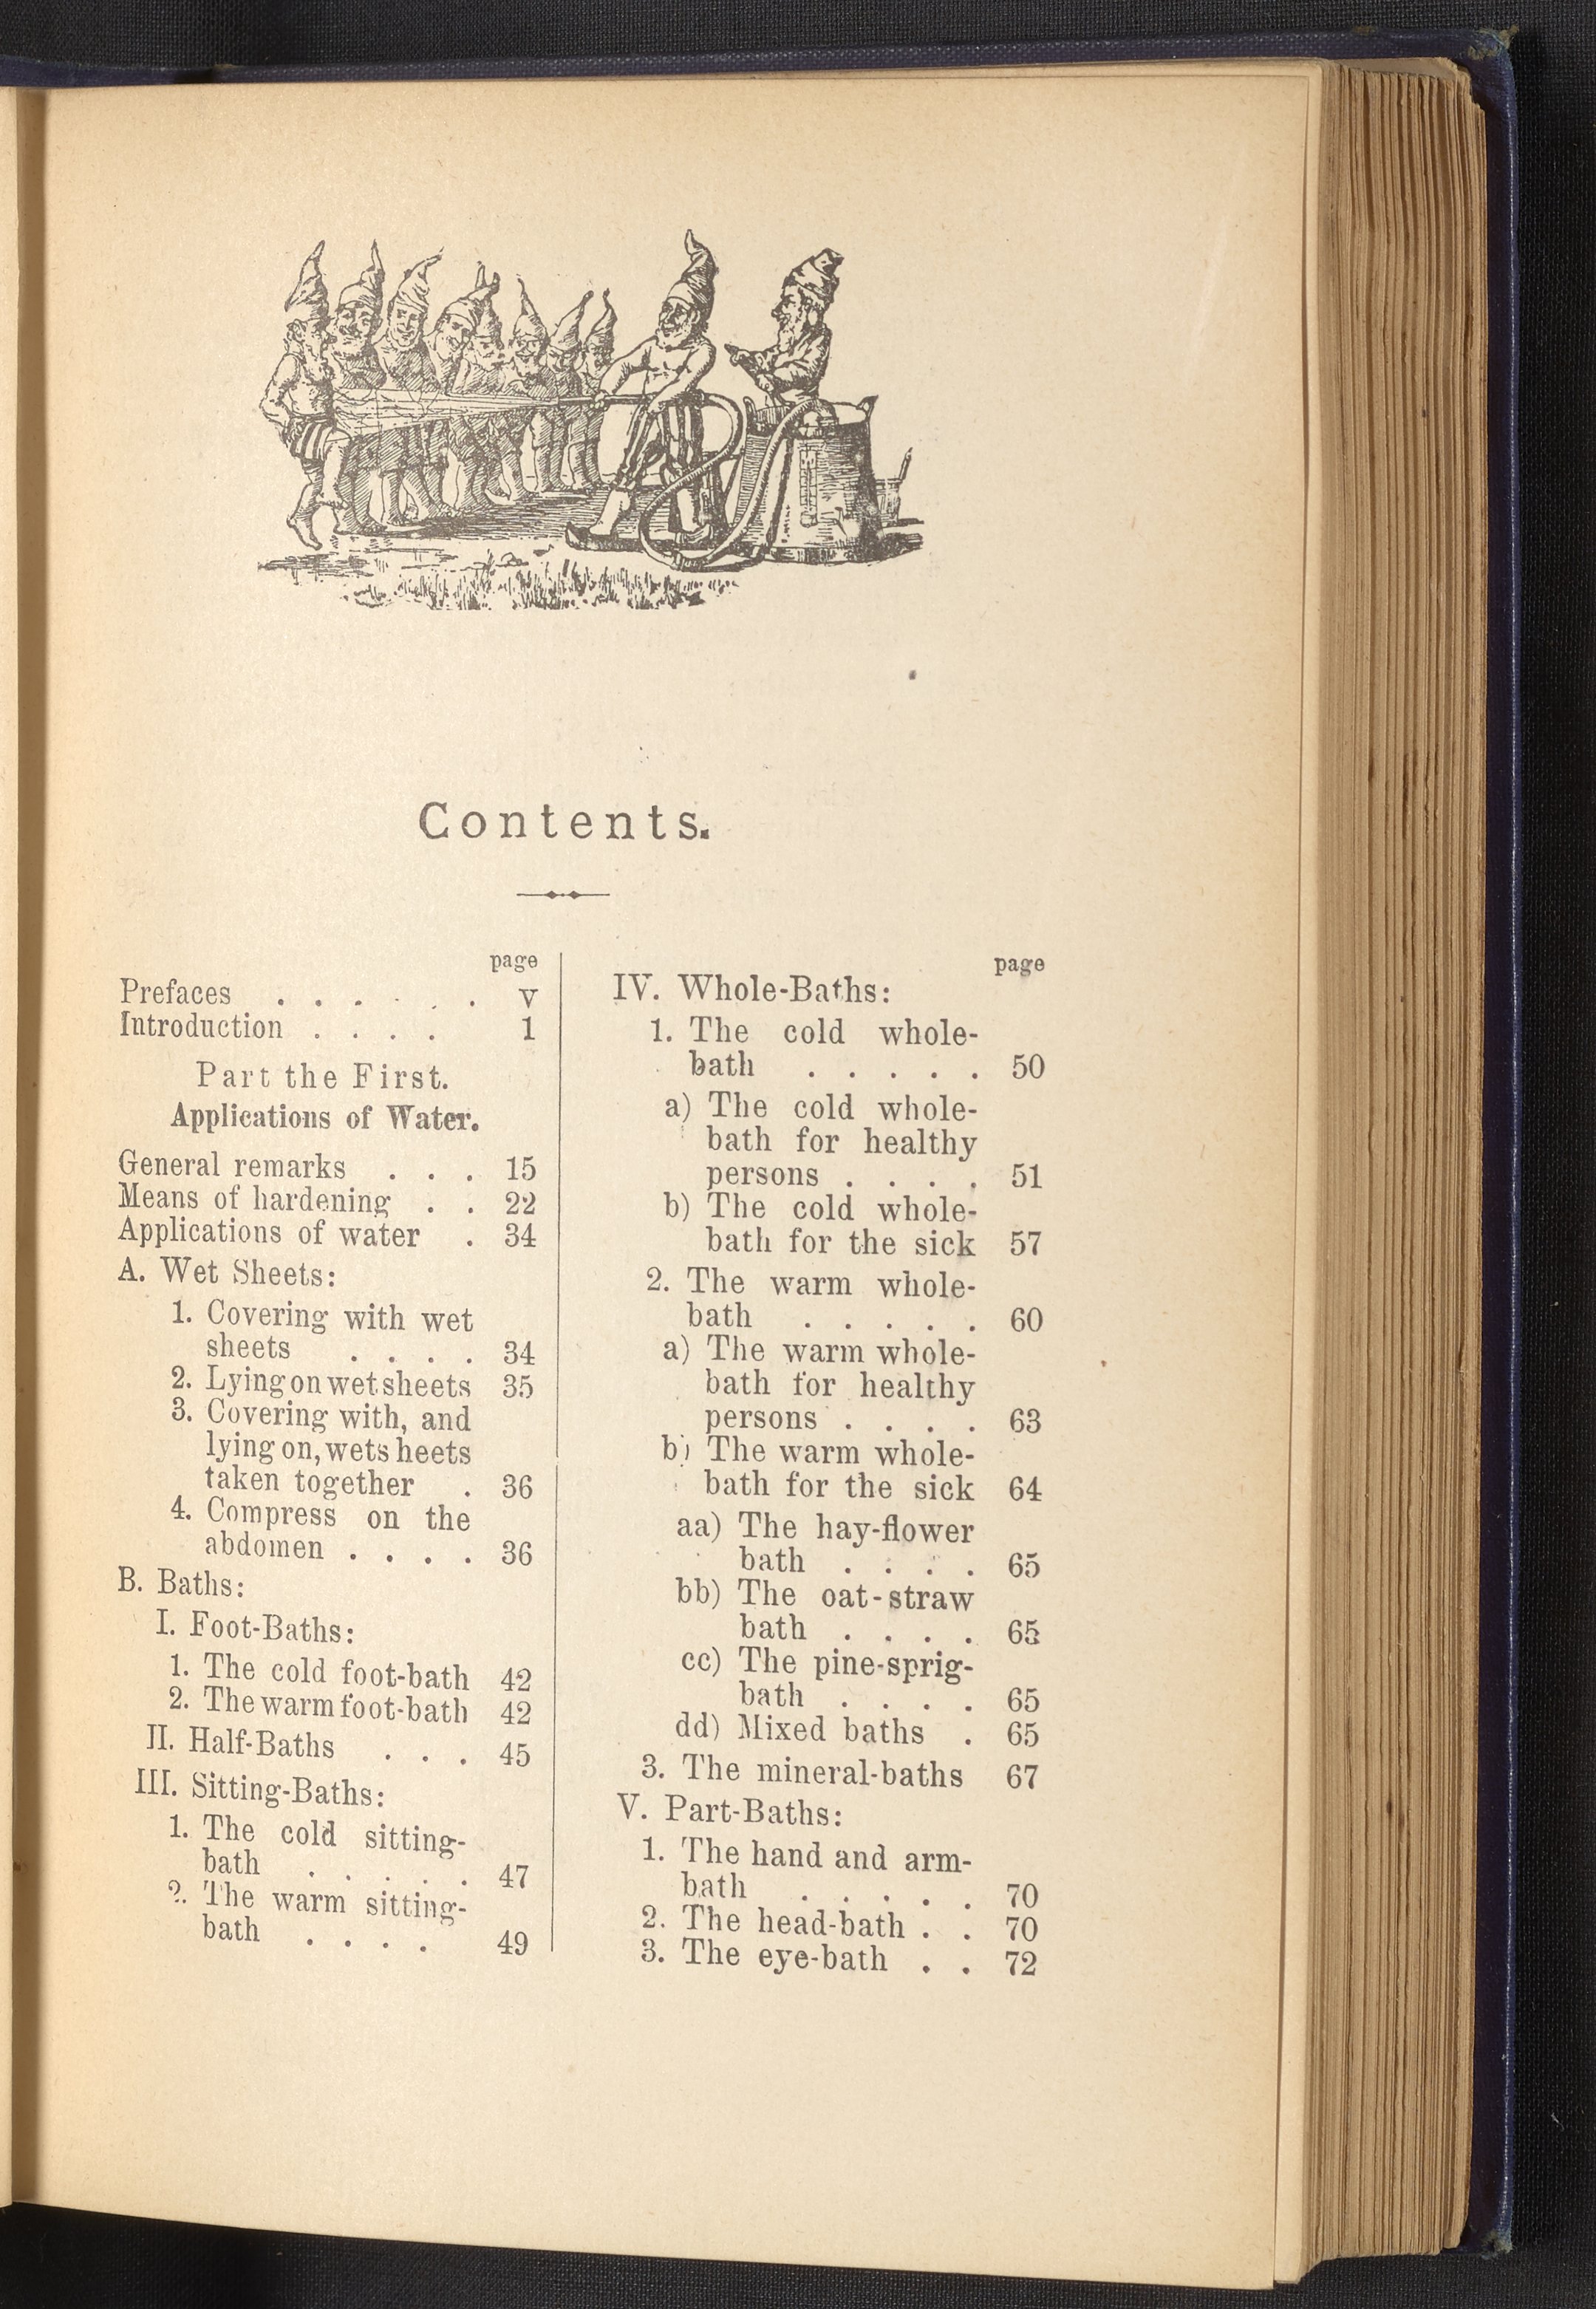 Contents.
page
Prefaces . . . . . . V
Introduction . . . . 1
Part the First.
Applications of Water.
General remarks . . . 15
Means of hardening . . 22
Applications of water . 34
A. Wet Sheets:
1. Covering with wet
sheets . . . . 34
2. Lying on wet sheets 35
3. Covering with, and
lying on, wets heets
taken together . 36
4. Compress on the
abdomen . . . . 36
B. Baths:
I. Foot-Baths:
1. The cold foot-bath 42
2. The warm foot-bath 42
II. Half-Baths . . . 45
III. Sitting-Baths:
1. The cold sitting-
bath . . . . . 47
2. The warm sitting-
bath . . . . 49
page
IV. Whole-Baths:
1. The cold whole-
bath . . . . . 50
a) The cold whole-
bath for healthy
persons . . . . 51
b) The cold whole-
bath for the sick 57
2. The warm whole-
bath . . . . . 60
a) The warm whole-
bath for healthy
persons . . . . 63
b) The warm whole-
bath for the sick 64
aa) The hay-flower
bath . . . . 65
bb) The oat-straw
bath . . . . 65
cc) The pine-sprig-
bath . . . . 65
dd) Mixed baths . 65
3. The mineral-baths 67
V. Part-Baths:
1. The hand and arm-
bath . . . . . 70
2. The head-bath . . 70
3. The eye-bath . . 72